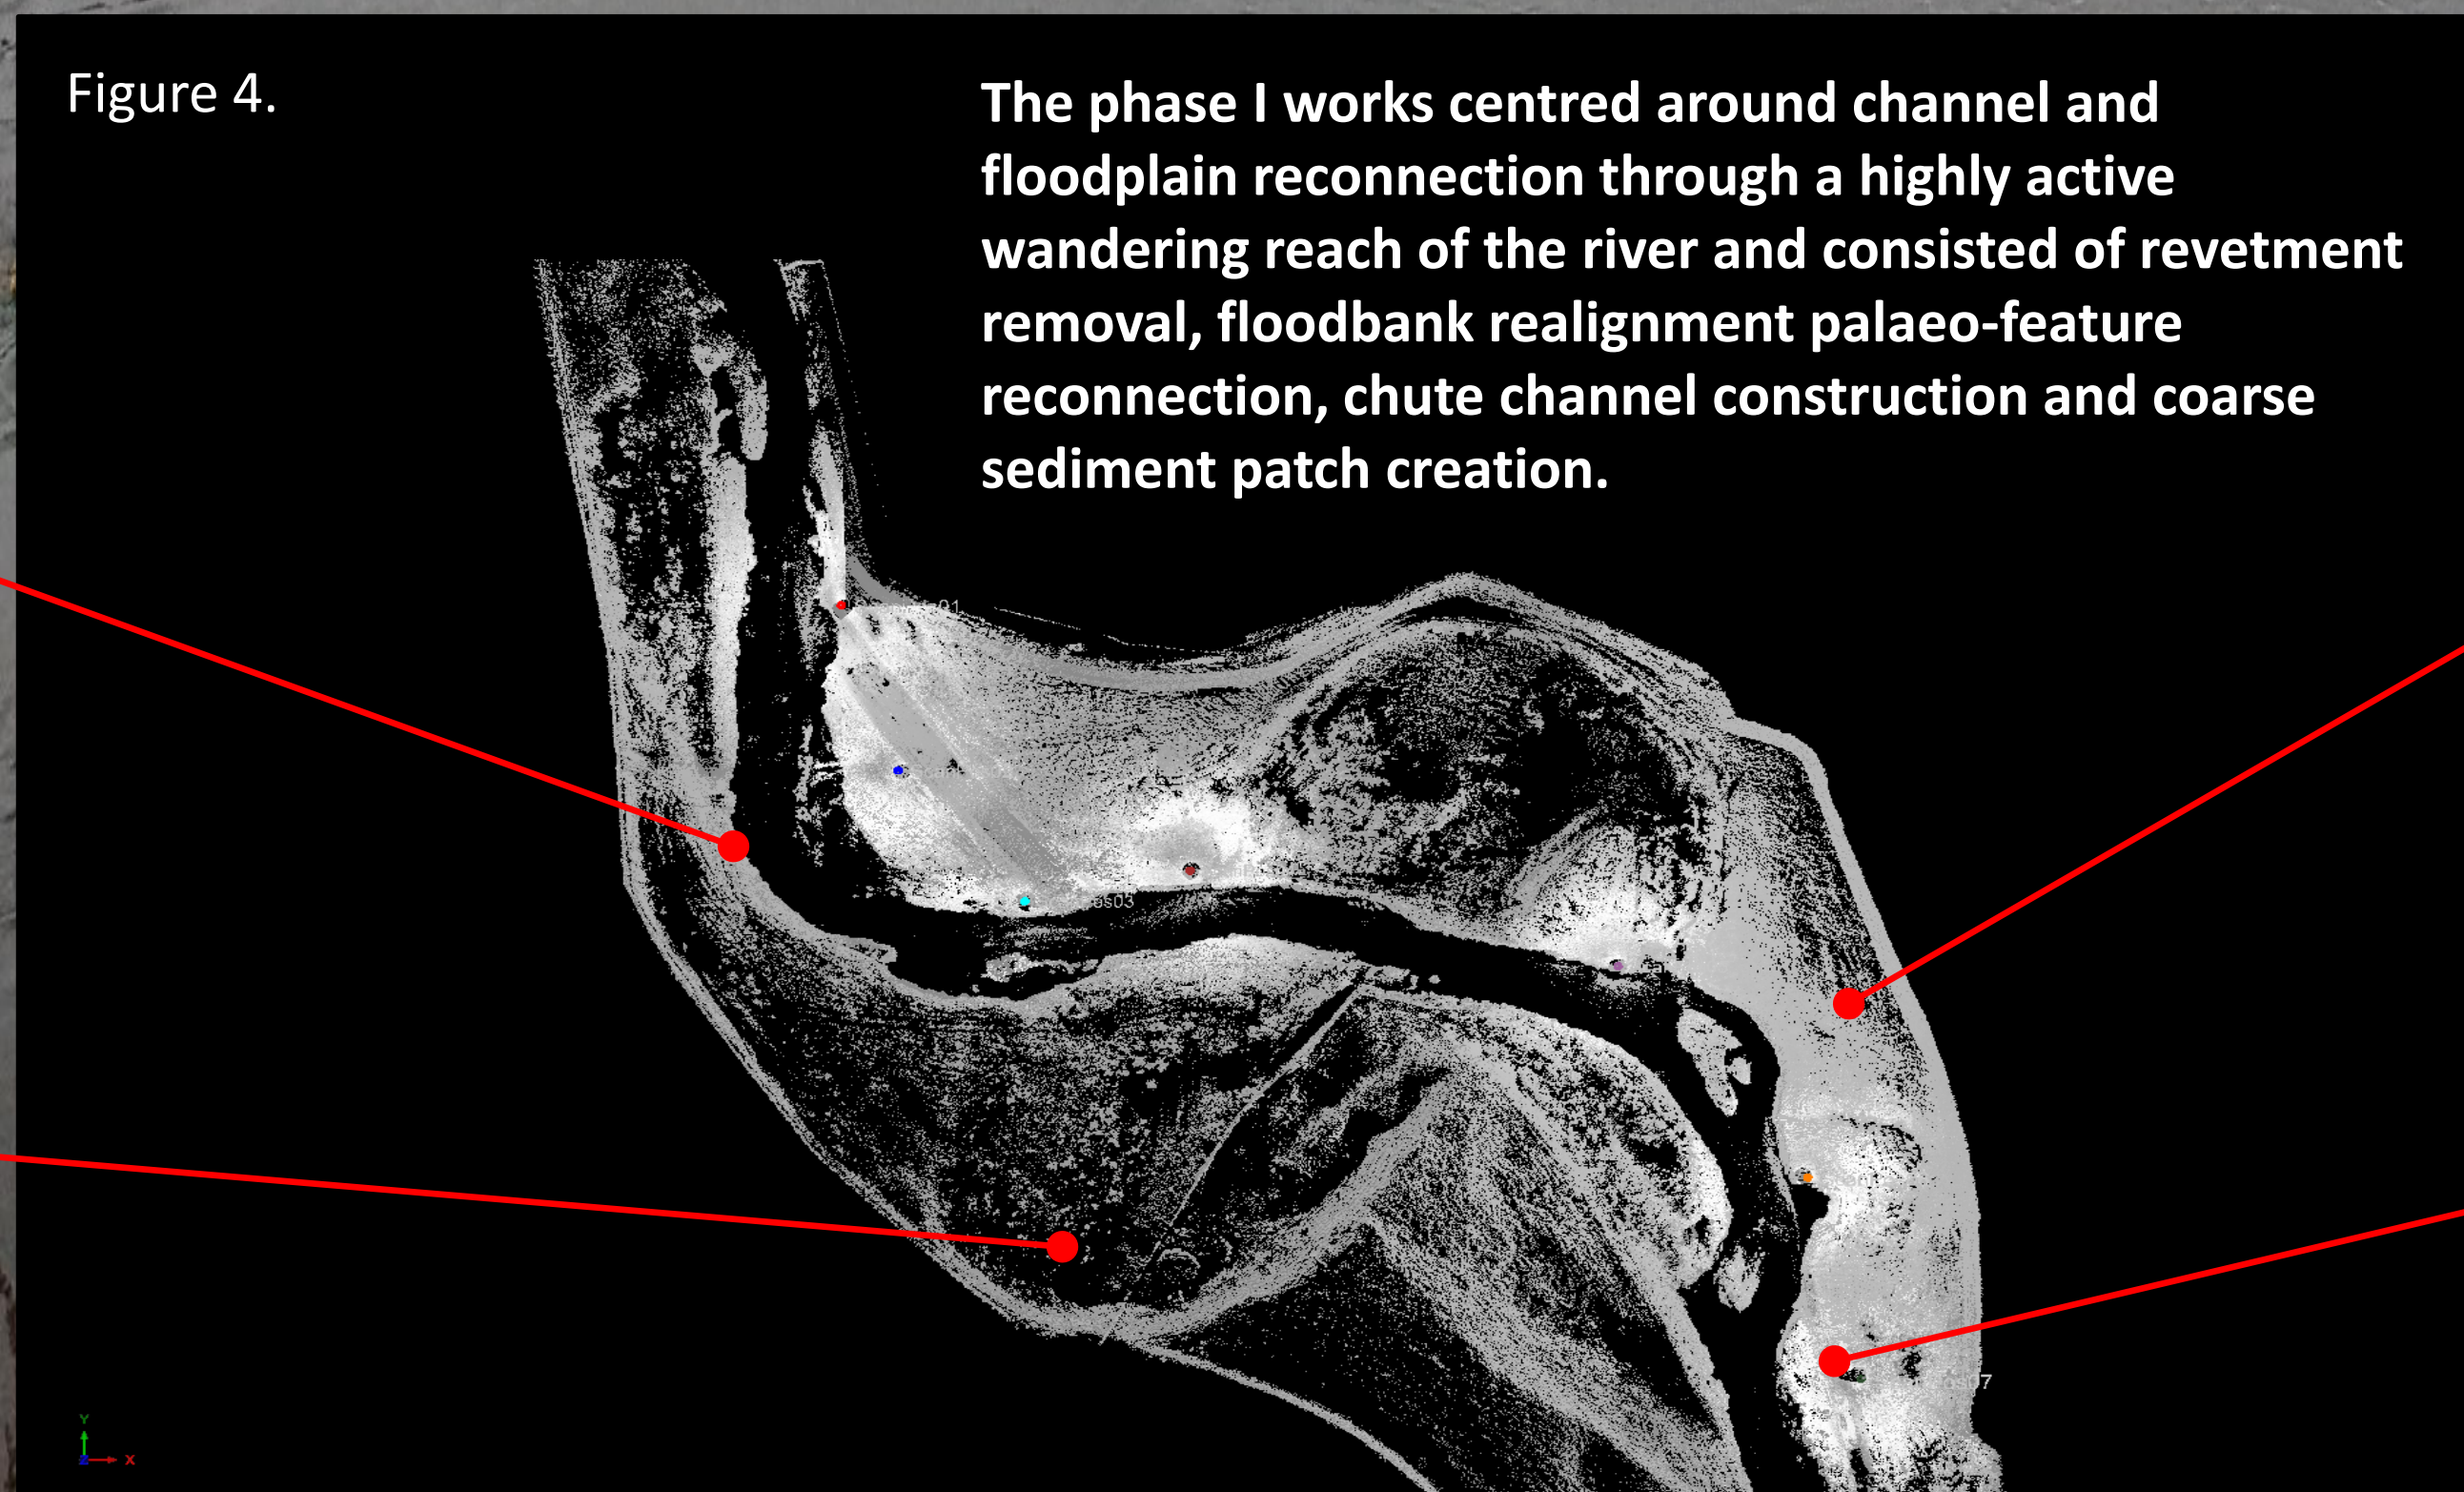 Figure 4.
The phase I works centred around channel and
floodplain reconnection through a highly active
wandering reach of the river and consisted of revetment
removal, floodbank realignment palaeo-feature
reconnection, chute channel construction and coarse
sediment patch creation.
Y
X